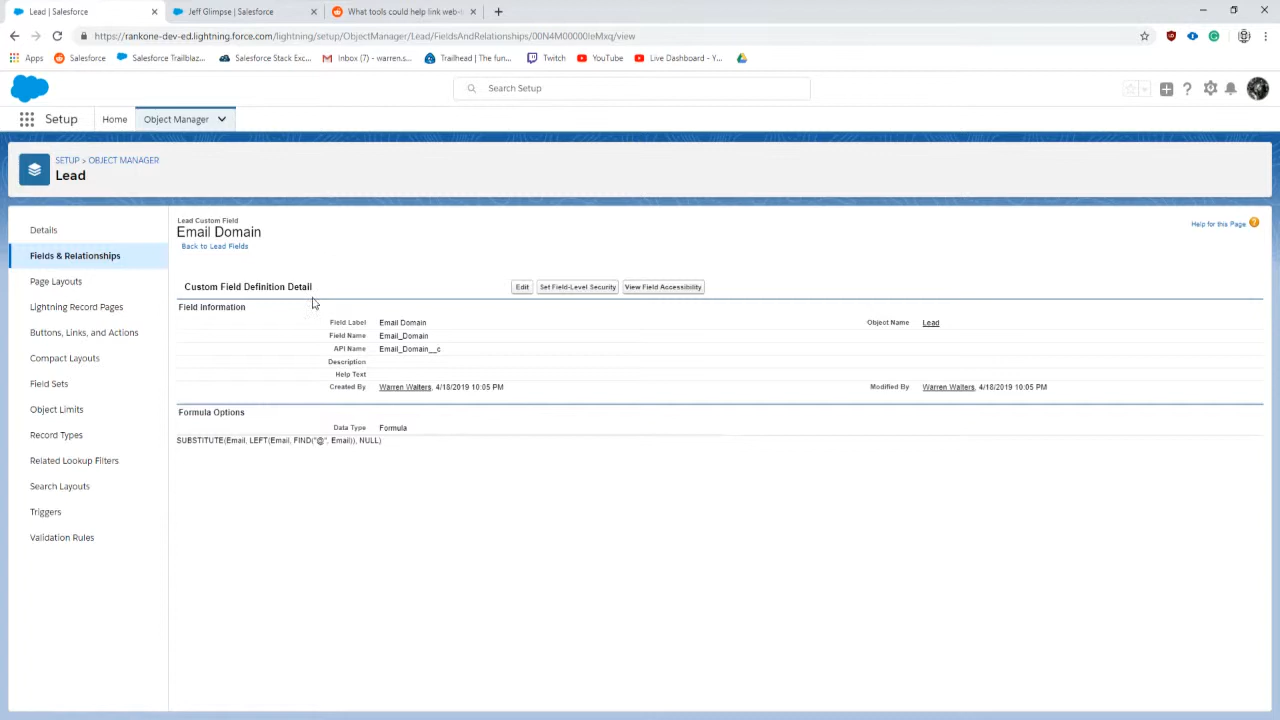 Lead | Salesforce
Jeff Glimpse | Salesforce
What tools could help link web-
https://rankone-dev-ed.lightning.force.com/lightning/setup/ObjectManager/Lead/FieldsAndRelationships/00N4M00000IeMxq/view
Apps
Salesforce
Salesforce Trailblaz...
Salesforce Stack Exc...
Inbox (7) - warren.s...
Trailhead | The fun...
Twitch
YouTube
Live Dashboard - Y...
Search Setup
Setup
Home
Object Manager
SETUP > OBJECT MANAGER
Lead
Details
Fields & Relationships
Page Layouts
Lightning Record Pages
Buttons, Links, and Actions
Compact Layouts
Field Sets
Object Limits
Record Types
Related Lookup Filters
Search Layouts
Triggers
Validation Rules
Lead Custom Field
Email Domain
Back to Lead Fields
Help for this Page
Custom Field Definition Detail
Edit
Set Field-Level Security
View Field Accessibility
Field Information
Field Label Email Domain
Object Name Lead
Field Name Email_Domain
API Name Email_Domain__c
Description
Help Text
Created By Warren Walters, 4/18/2019 10:05 PM
Modified By Warren Walters, 4/18/2019 10:05 PM
Formula Options
Data Type Formula
SUBSTITUTE(Email, LEFT(Email, FIND("@", Email)), NULL)